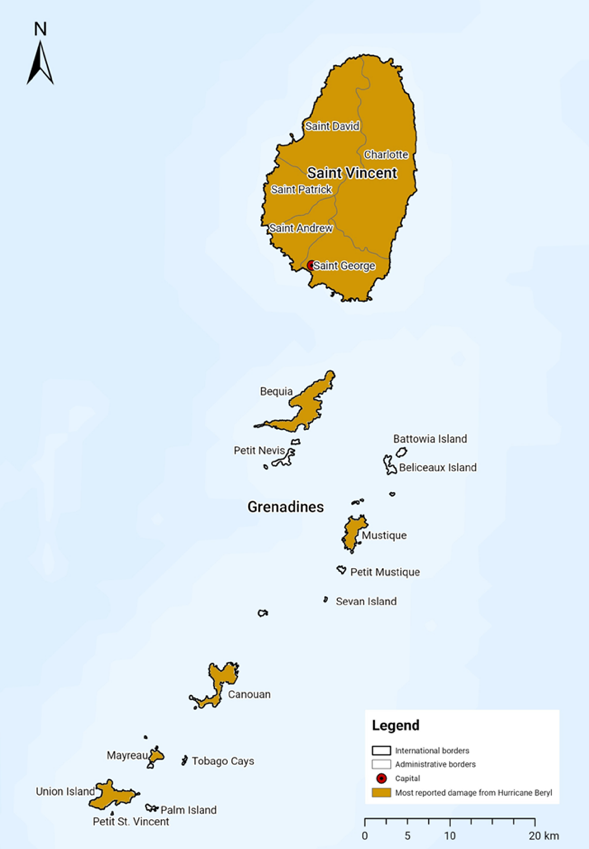 N
Saint David
Charlotte
Saint Vincent
Saint Patrick
Saint Andrew
Saint George
Bequia
Battowia Island
Petit Nevis
Beliceaux Island
Grenadines
Mustique
Petit Mustique
Sevan Island
Canouan
Mayreau
Tobago Cays
Union Island
Palm Island
Petit St. Vincent
Legend
International borders
Administrative borders
Capital
Most reported damage from Hurricane Beryl
0 5 10 20 km